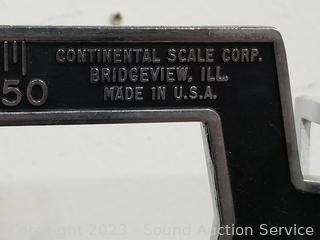 CONTINENTAL SCALE CORP.
BRIDGEVIEW, ILL.
MADE IN U.S.A.
50
Copyright 2023 - Sound Auction Service